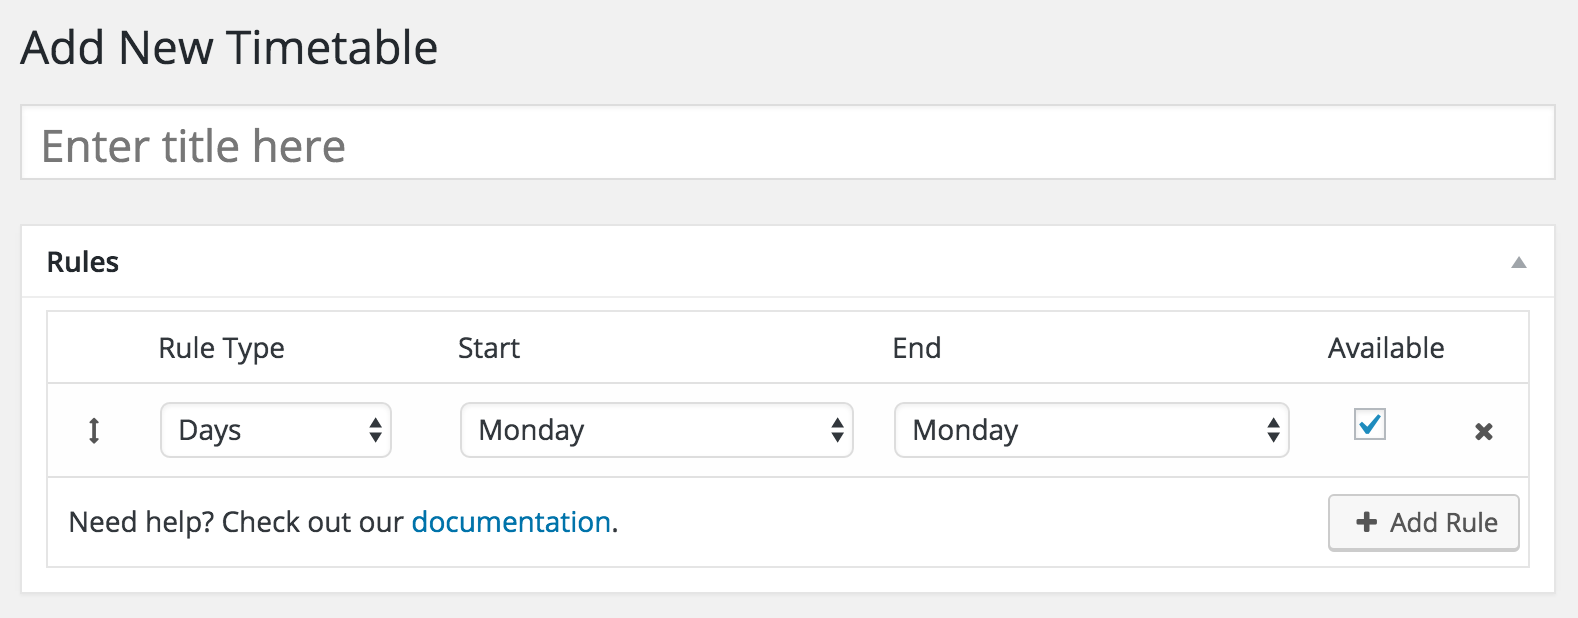 Add New Timetable
Enter title here
Rules
Rule Type Start End Available
Days Monday Monday
Need help? Check out our documentation. Add Rule